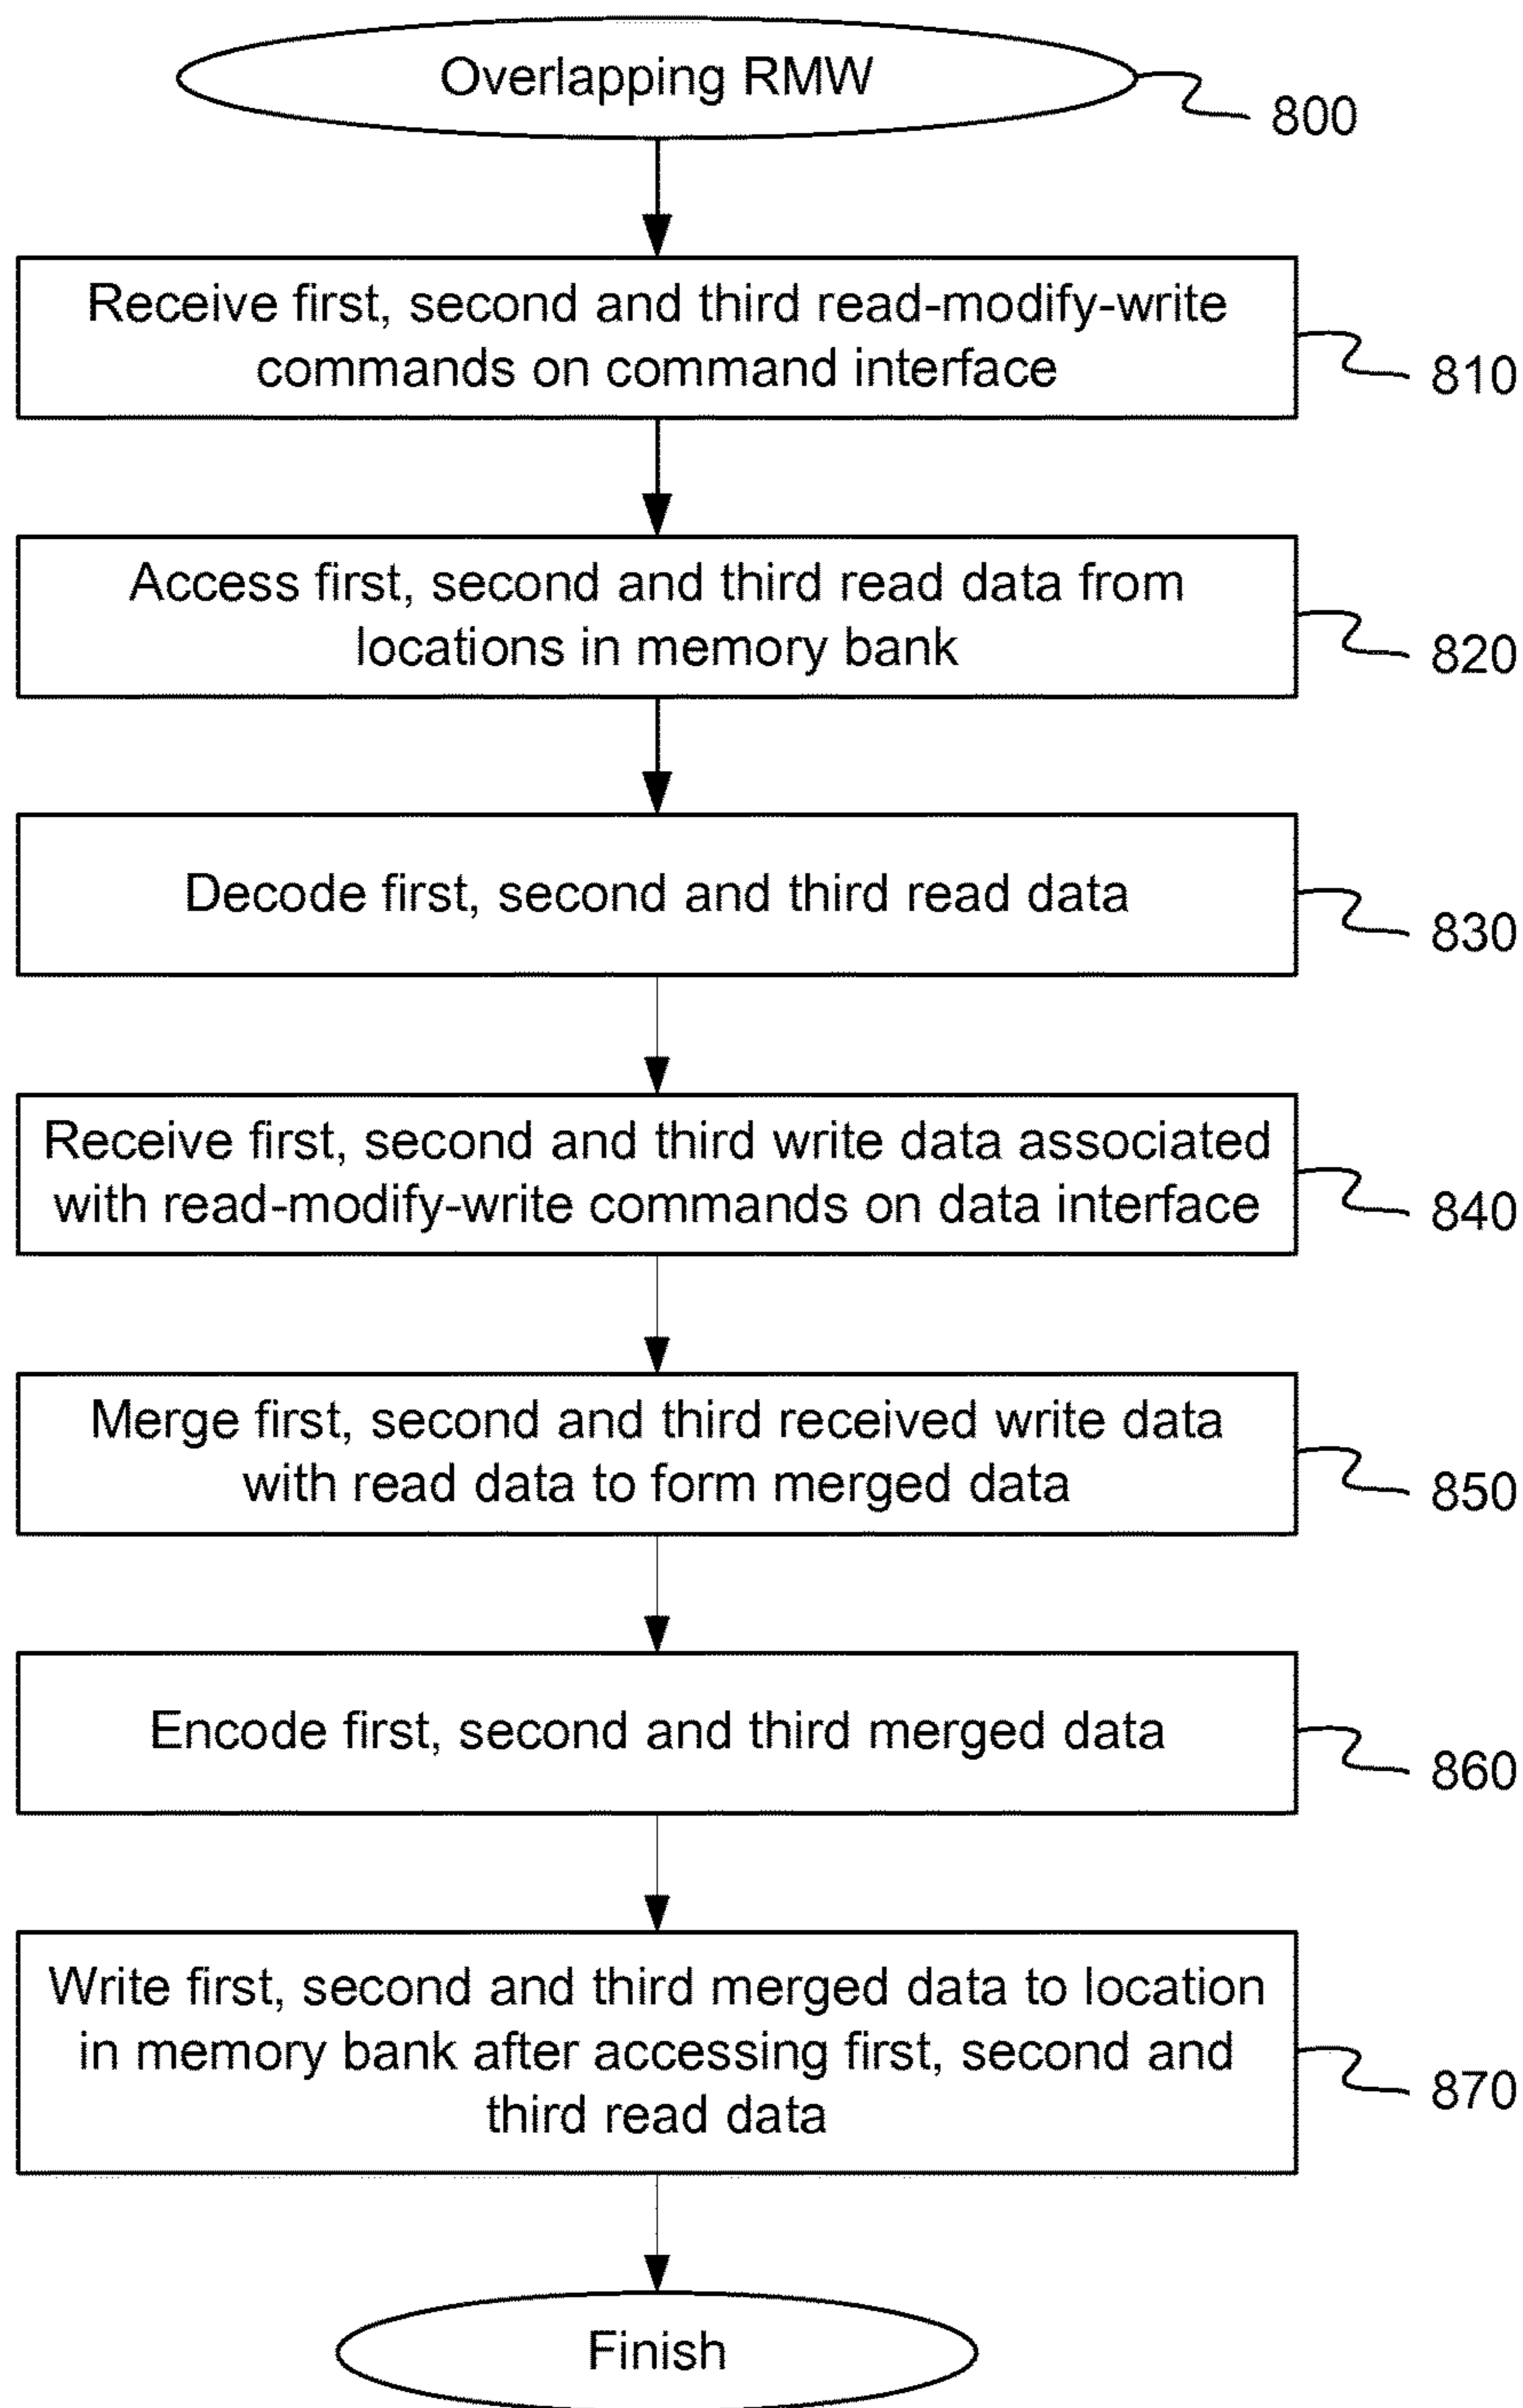 Overlapping RMW
800
Receive first, second and third read-modify-write
commands on command interface
810
Access first, second and third read data from
locations in memory bank
820
Decode first, second and third read data
830
Receive first, second and third write data associated
with read-modify-write commands on data interface
840
Merge first, second and third received write data
with read data to form merged data
850
Encode first, second and third merged data
860
Write first, second and third merged data to location
in memory bank after accessing first, second and
third read data
870
Finish